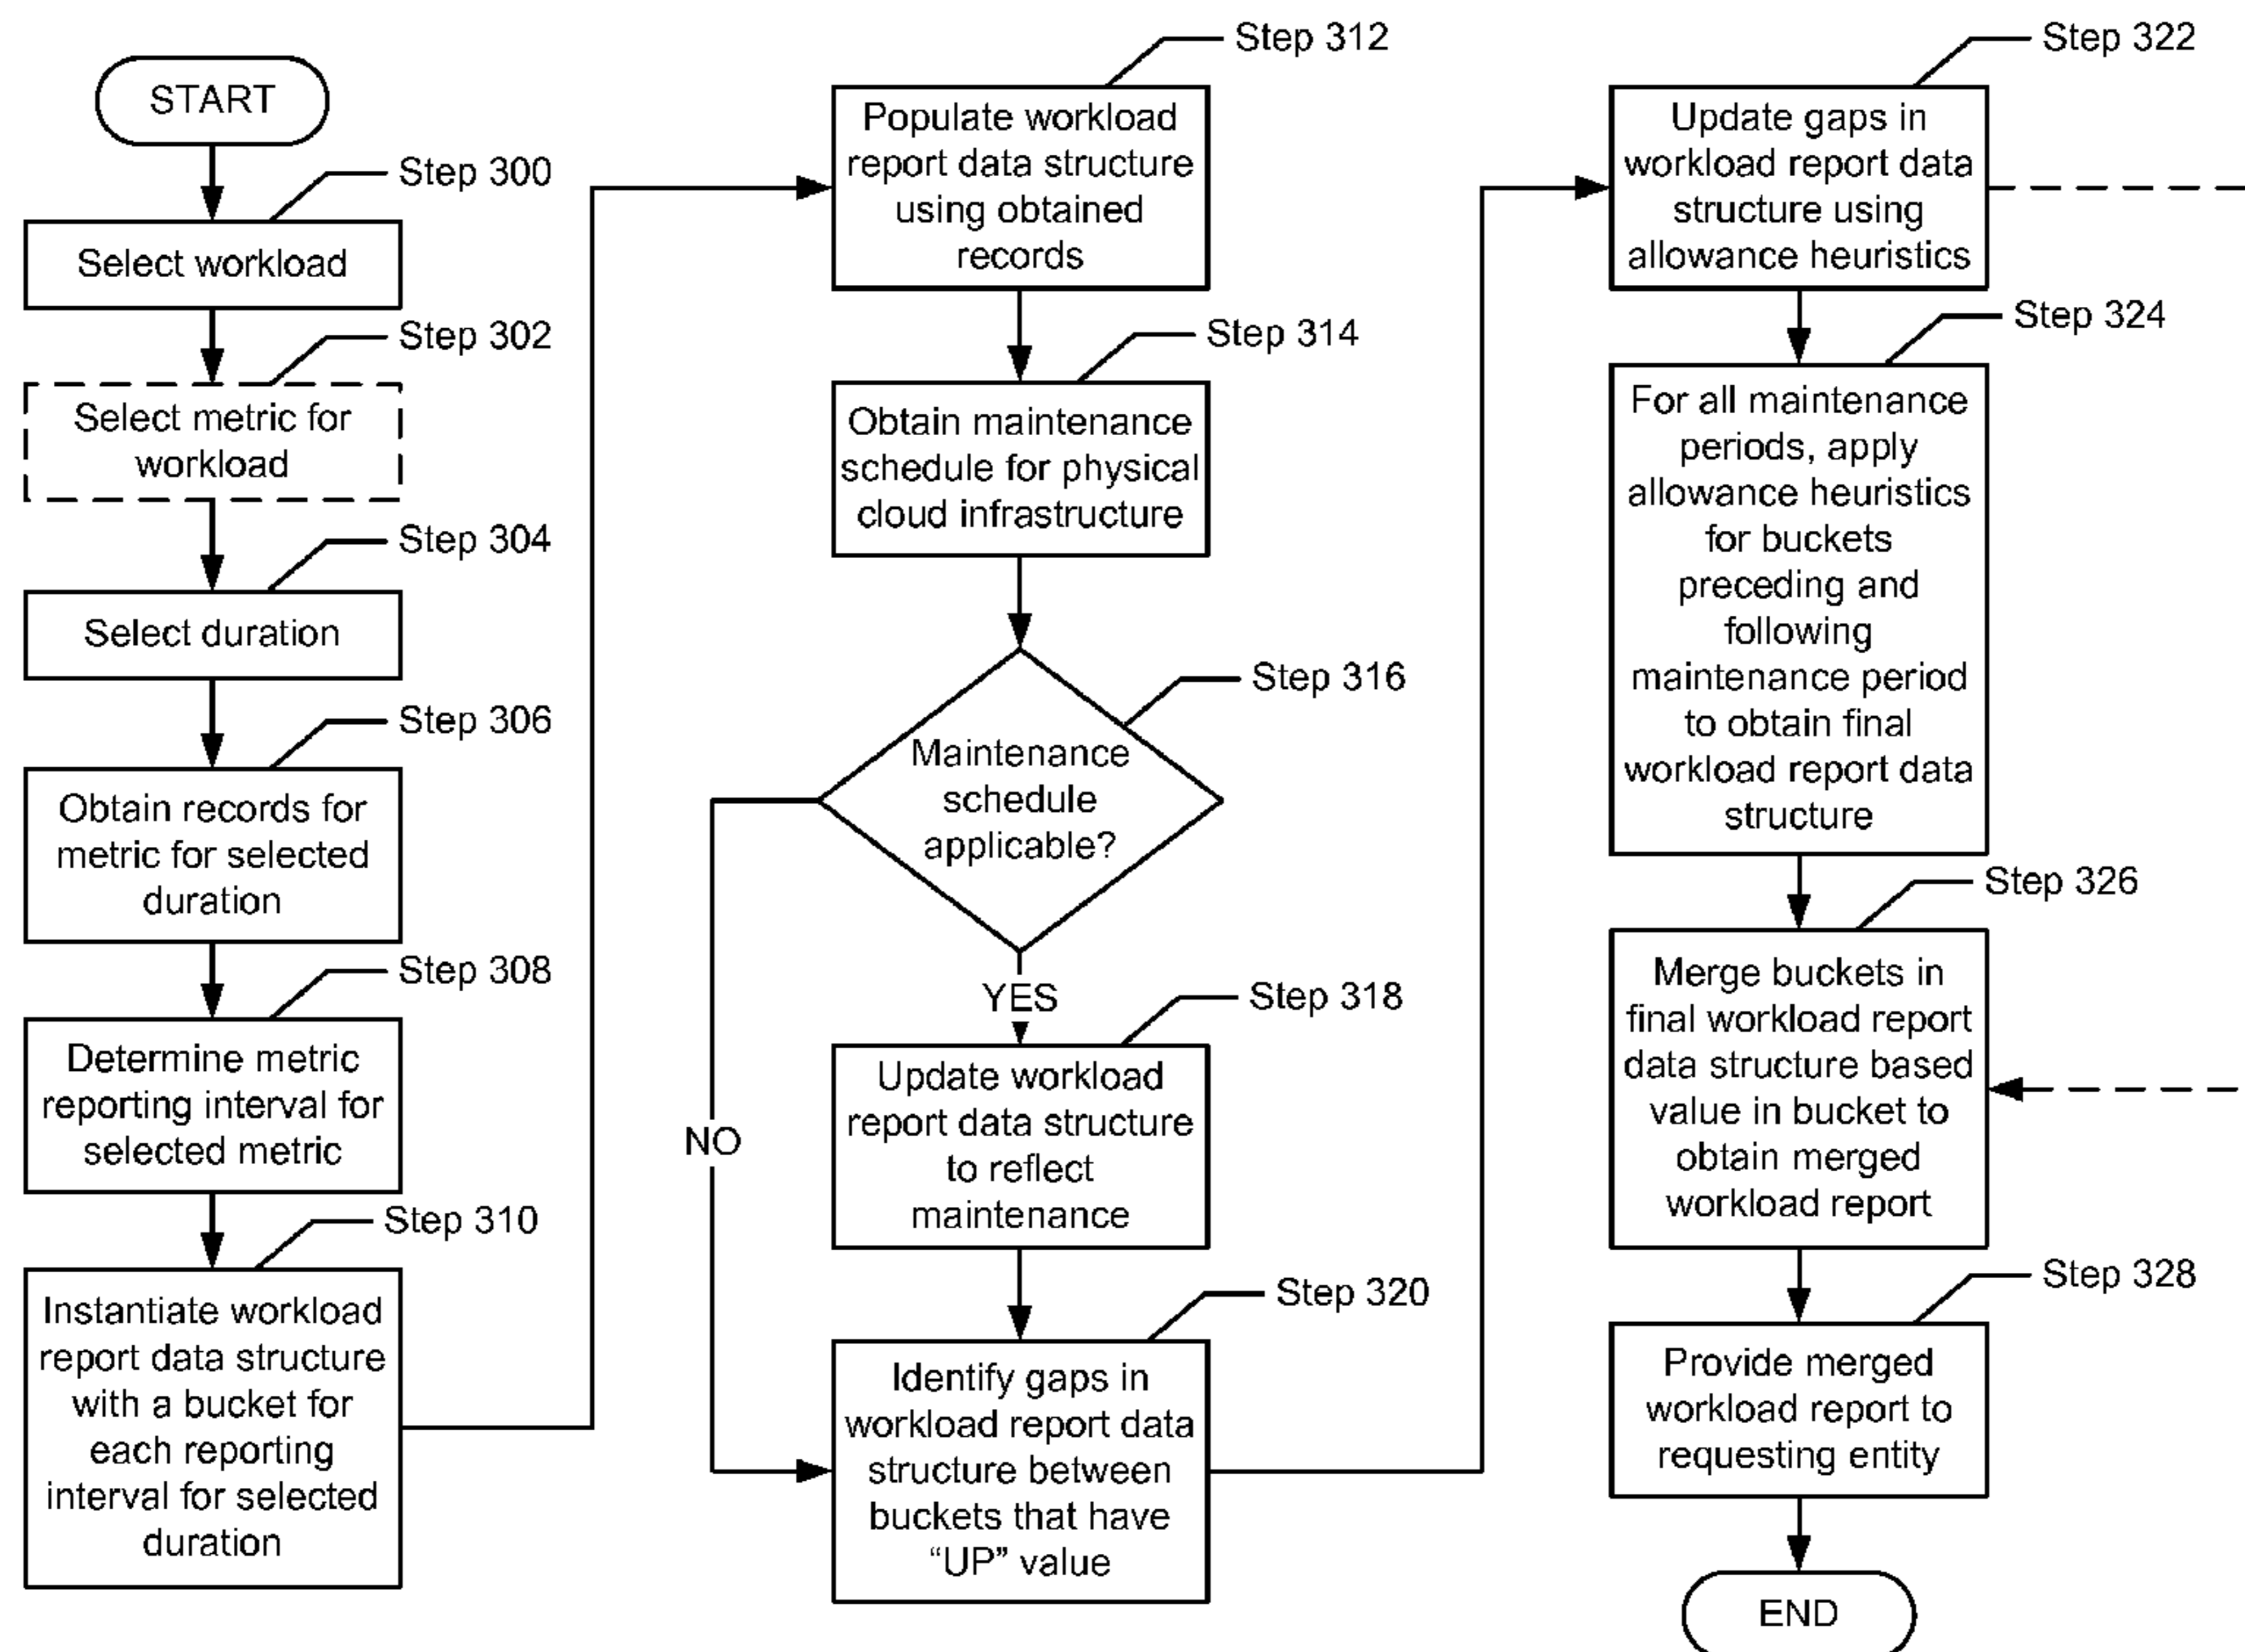 START
Step 300
Select workload
Step 302
Select metric for
workload
Step 304
Select duration
Step 306
Obtain records for
metric for selected
duration
Step 308
Determine metric
reporting interval for
selected metric
Step 310
Instantiate workload
report data structure
with a bucket for
each reporting
interval for selected
duration
Step 312
Populate workload
report data structure
using obtained
records
Step 314
Obtain maintenance
schedule for physical
cloud infrastructure
Step 316
Maintenance
schedule
applicable?
YES
NO
Step 318
Update workload
report data structure
to reflect
maintenance
Step 320
Identify gaps in
workload report data
structure between
buckets that have
“UP” value
Step 322
Update gaps in
workload report data
structure using
allowance heuristics
Step 324
For all maintenance
periods, apply
allowance heuristics
for buckets
preceding and
following
maintenance period
to obtain final
workload report data
structure
Step 326
Merge buckets in
final workload report
data structure based
value in bucket to
obtain merged
workload report
Step 328
Provide merged
workload report to
requesting entity
END